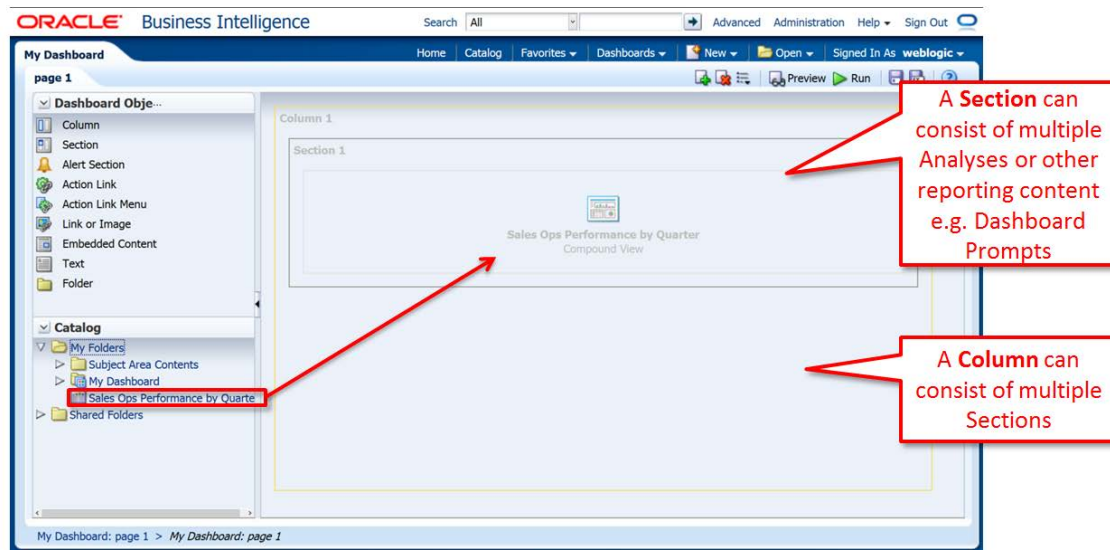 ORACLE Business Intelligence
Search All Advanced Administration Help Sign Out
My Dashboard
Home Catalog Favorites Dashboards New Open Signed In As weblogic
page 1
Preview Run
Dashboard Obje...
Column
Section
Alert Section
Action Link
Action Link Menu
Link or Image
Embedded Content
Text
Folder
Catalog
My Folders
Subject Area Contents
My Dashboard
Sales Ops Performance by Quarte
Shared Folders
Column 1
Section 1
Sales Ops Performance by Quarter
Compound View
A Section can
consist of multiple
Analyses or other
reporting content
e.g. Dashboard
Prompts
A Column can
consist of multiple
Sections
My Dashboard: page 1 > My Dashboard: page 1